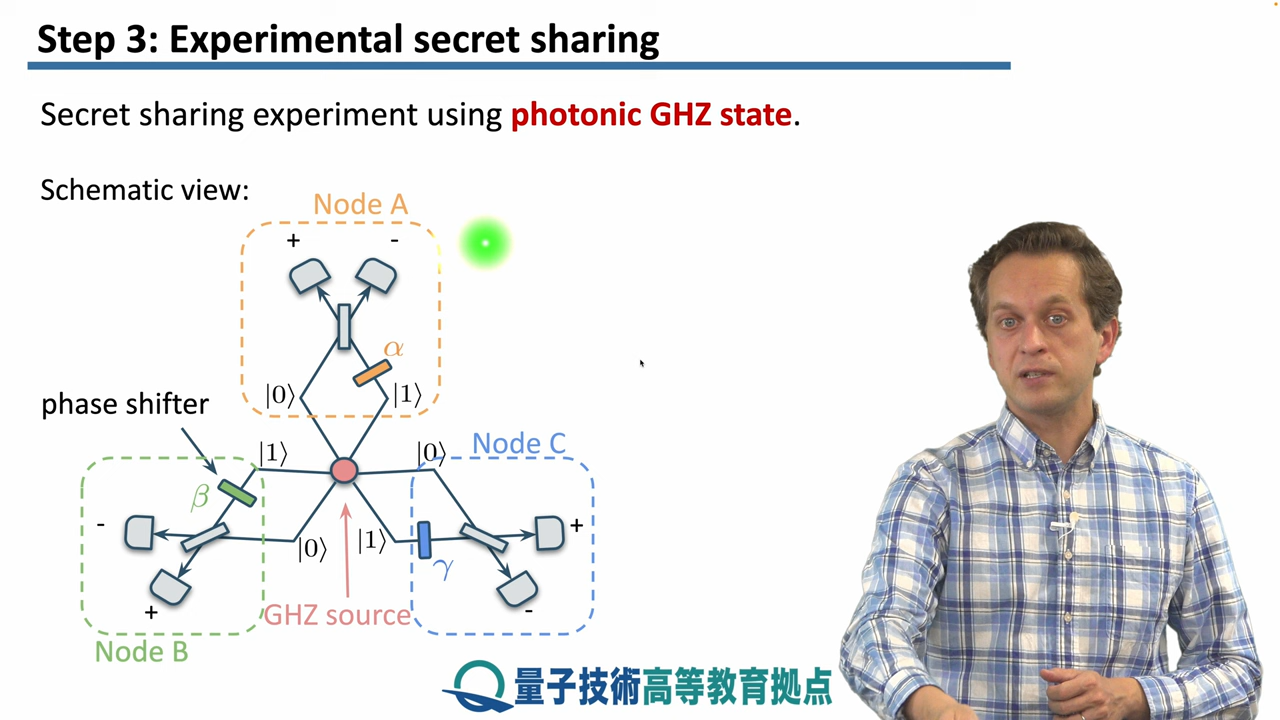 Step 3: Experimental secret sharing
Secret sharing experiment using photonic GHZ state.
Schematic view:
Node A
+ -
α
|0⟩ |1⟩
phase shifter
|1⟩ |0⟩ Node C
β
- +
|0⟩ |1⟩
γ
+ GHZ source -
Node B
量子技術高等教育拠点